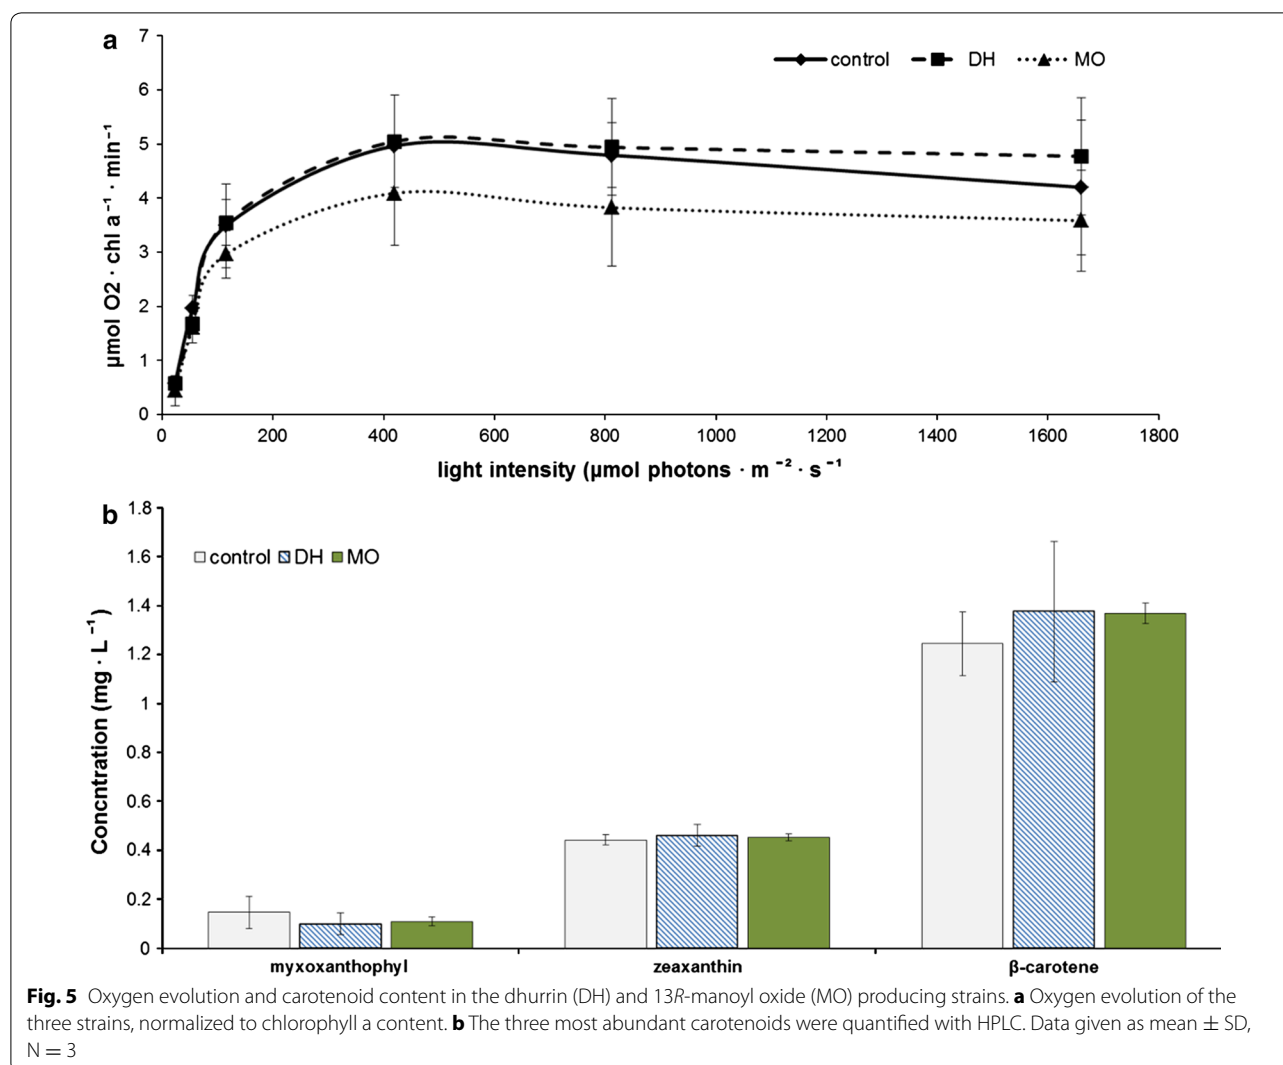 a
7
control DH MO
6
5
4
3
2
1
0
µmol O2 · chl a⁻¹ · min⁻¹
0 200 400 600 800 1000 1200 1400 1600 1800
light intensity (µmol photons · m ⁻² · s ⁻¹
b
1.8
1.6
control DH MO
1.4
1.2
1
0.8
0.6
0.4
0.2
0
Concntration (mg · L ⁻¹)
myxoxanthophyl zeaxanthin β-carotene
Fig. 5 Oxygen evolution and carotenoid content in the dhurrin (DH) and 13R-manoyl oxide (MO) producing strains. a Oxygen evolution of the
three strains, normalized to chlorophyll a content. b The three most abundant carotenoids were quantified with HPLC. Data given as mean ± SD,
N = 3